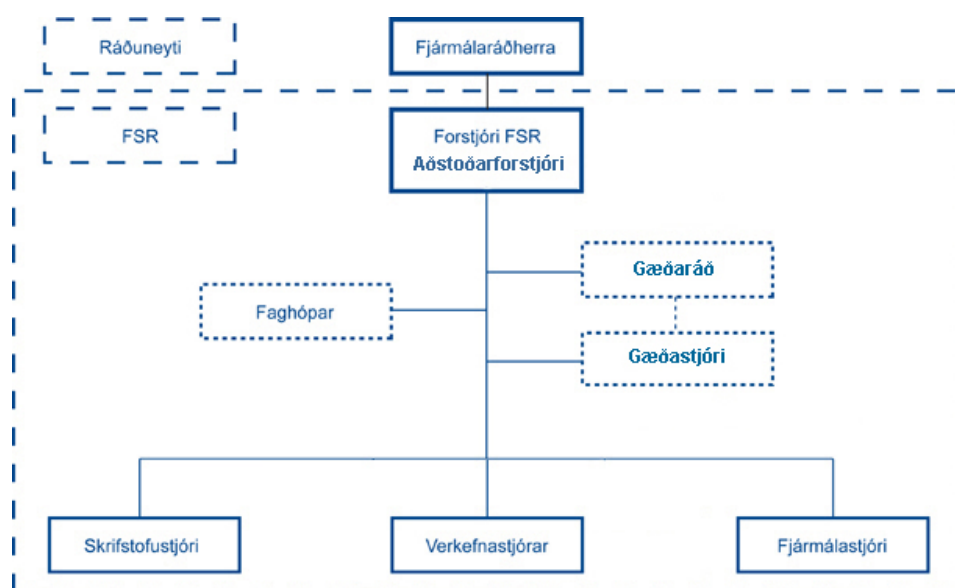 Ráðuneyti
Fjármálaráðherra
FSR
Forstjóri FSR
Aðstoðarforstjóri
Gæðaráð
Faghópar
Gæðastjóri
Skrifstofustjóri
Verkefnastjórar
Fjármálastjóri